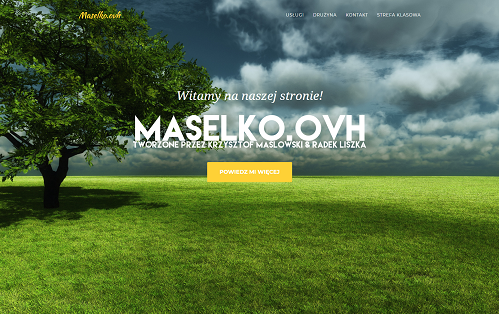 Maselko.ovh
USŁUGI DRUŻYNA KONTAKT STREFA KLASOWA
Witamy na naszej stronie!
MASELKO.OVH
TWORZONE PRZEZ KRZYSZTOF MASLOWSKI & RADEK LISZKA
POWIEDZ MI WIĘCEJ